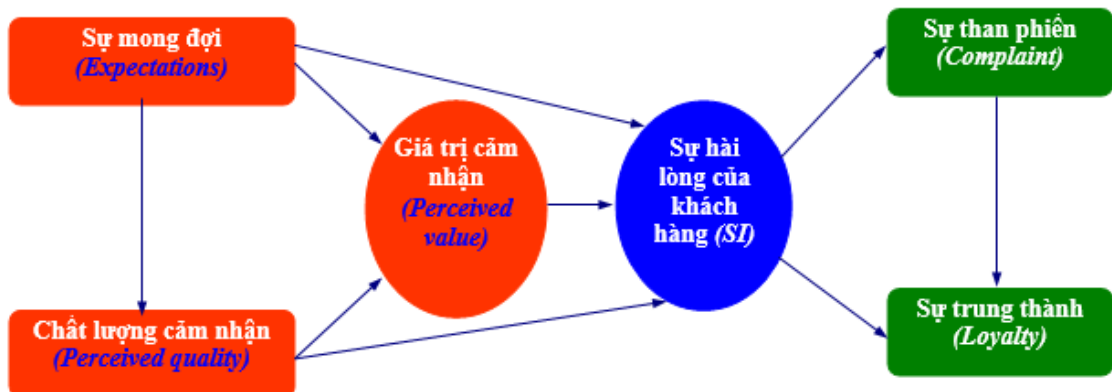 Sự mong đợi
(Expectations)
Sự than phiền
(Complaint)
Giá trị cảm
nhận
(Perceived
value)
Sự hài
lòng của
khách
hàng (SI)
Chất lượng cảm nhận
(Perceived quality)
Sự trung thành
(Loyalty)